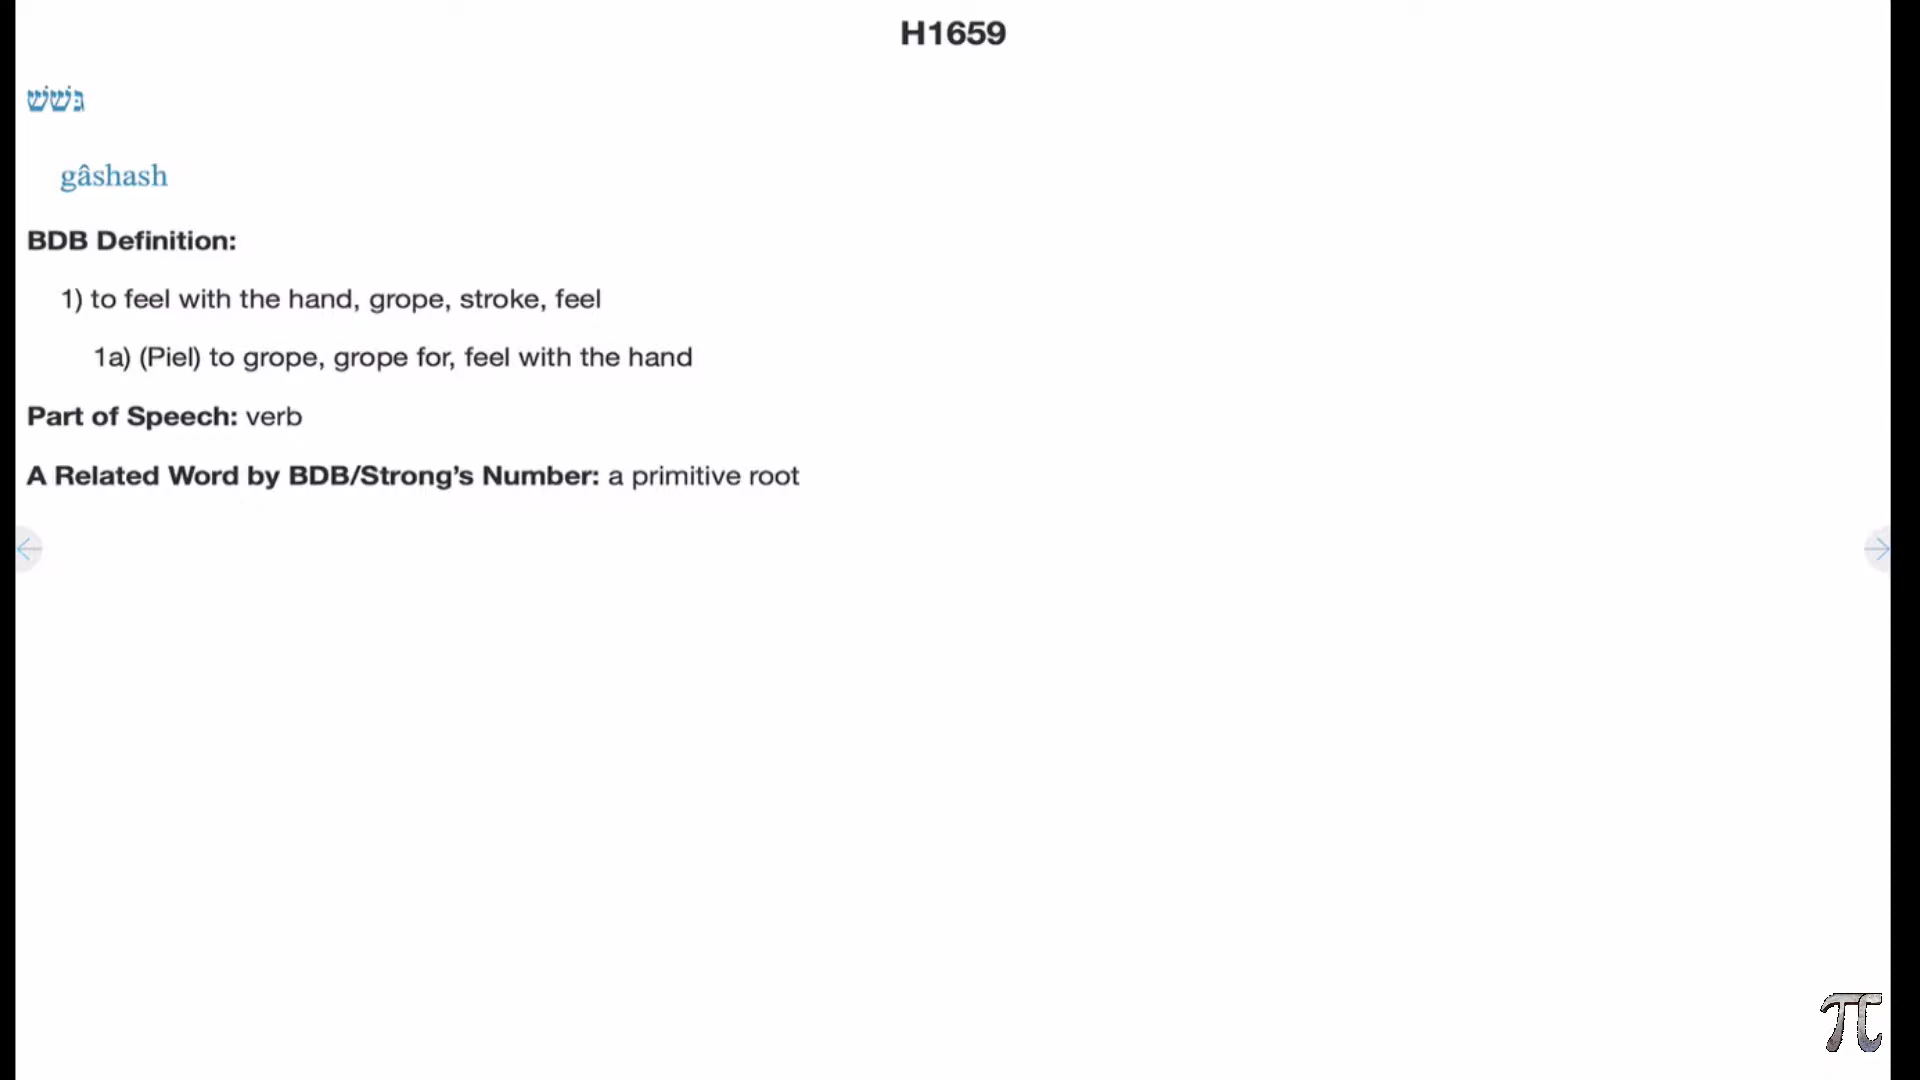 H1659
גּשׁשׁ
gâshash
BDB Definition:
1) to feel with the hand, grope, stroke, feel
1a) (Piel) to grope, grope for, feel with the hand
Part of Speech: verb
A Related Word by BDB/Strong’s Number: a primitive root
π